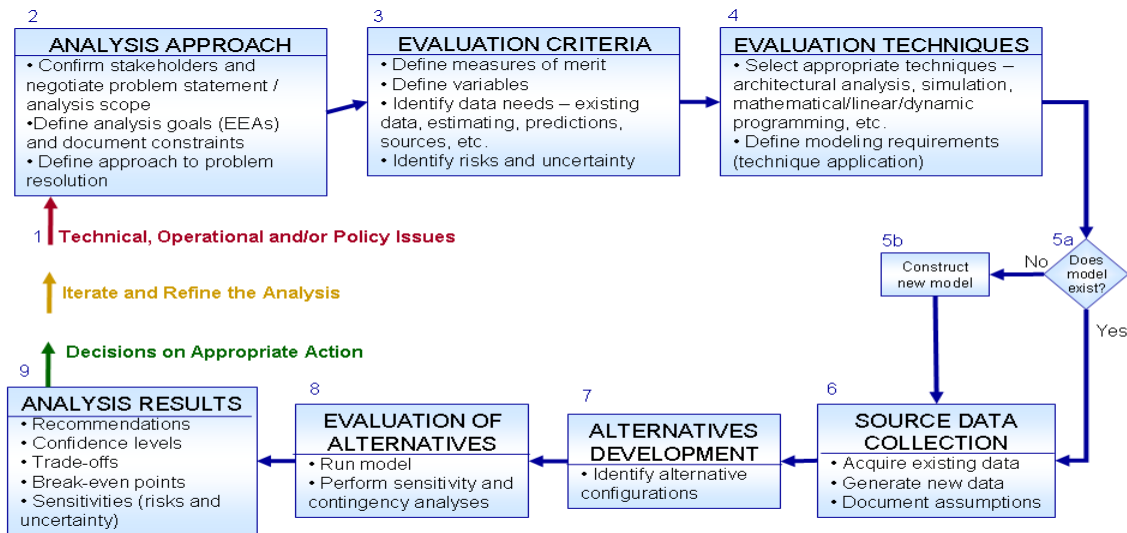 2
ANALYSIS APPROACH
• Confirm stakeholders and
negotiate problem statement /
analysis scope
•Define analysis goals (EEAs)
and document constraints
• Define approach to problem
resolution
3
EVALUATION CRITERIA
• Define measures of merit
• Define variables
• Identify data needs – existing
data, estimating, predictions,
sources, etc.
• Identify risks and uncertainty
4
EVALUATION TECHNIQUES
• Select appropriate techniques –
architectural analysis, simulation,
mathematical/linear/dynamic
programming, etc.
• Define modeling requirements
(technique application)
1
Technical, Operational and/or Policy Issues
Iterate and Refine the Analysis
Decisions on Appropriate Action
5a
Does
model
exist?
No
Yes
5b
Construct
new model
6
SOURCE DATA
COLLECTION
• Acquire existing data
• Generate new data
• Document assumptions
7
ALTERNATIVES
DEVELOPMENT
• Identify alternative
configurations
8
EVALUATION OF
ALTERNATIVES
• Run model
• Perform sensitivity and
contingency analyses
9
ANALYSIS RESULTS
• Recommendations
• Confidence levels
• Trade-offs
• Break-even points
• Sensitivities (risks and
uncertainty)